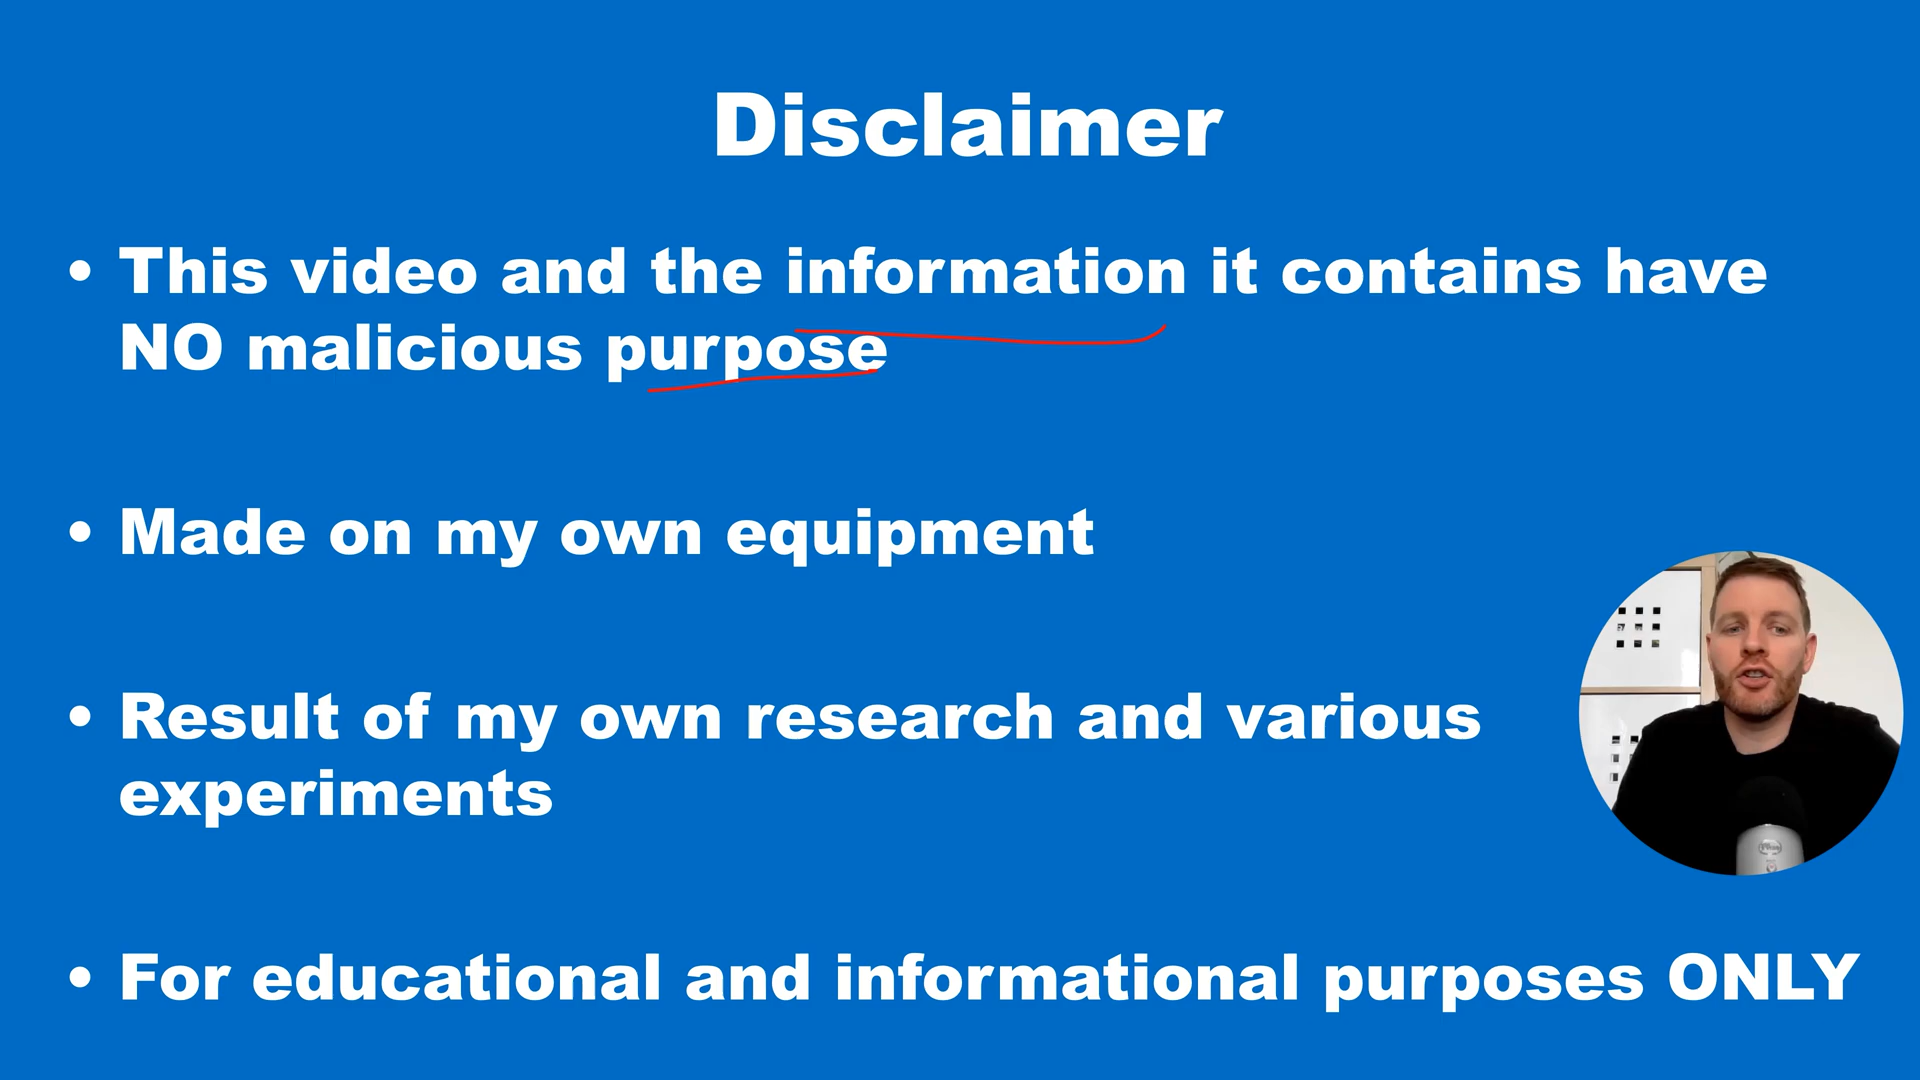 Disclaimer
• This video and the information it contains have
NO malicious purpose
• Made on my own equipment
• Result of my own research and various
experiments
• For educational and informational purposes ONLY